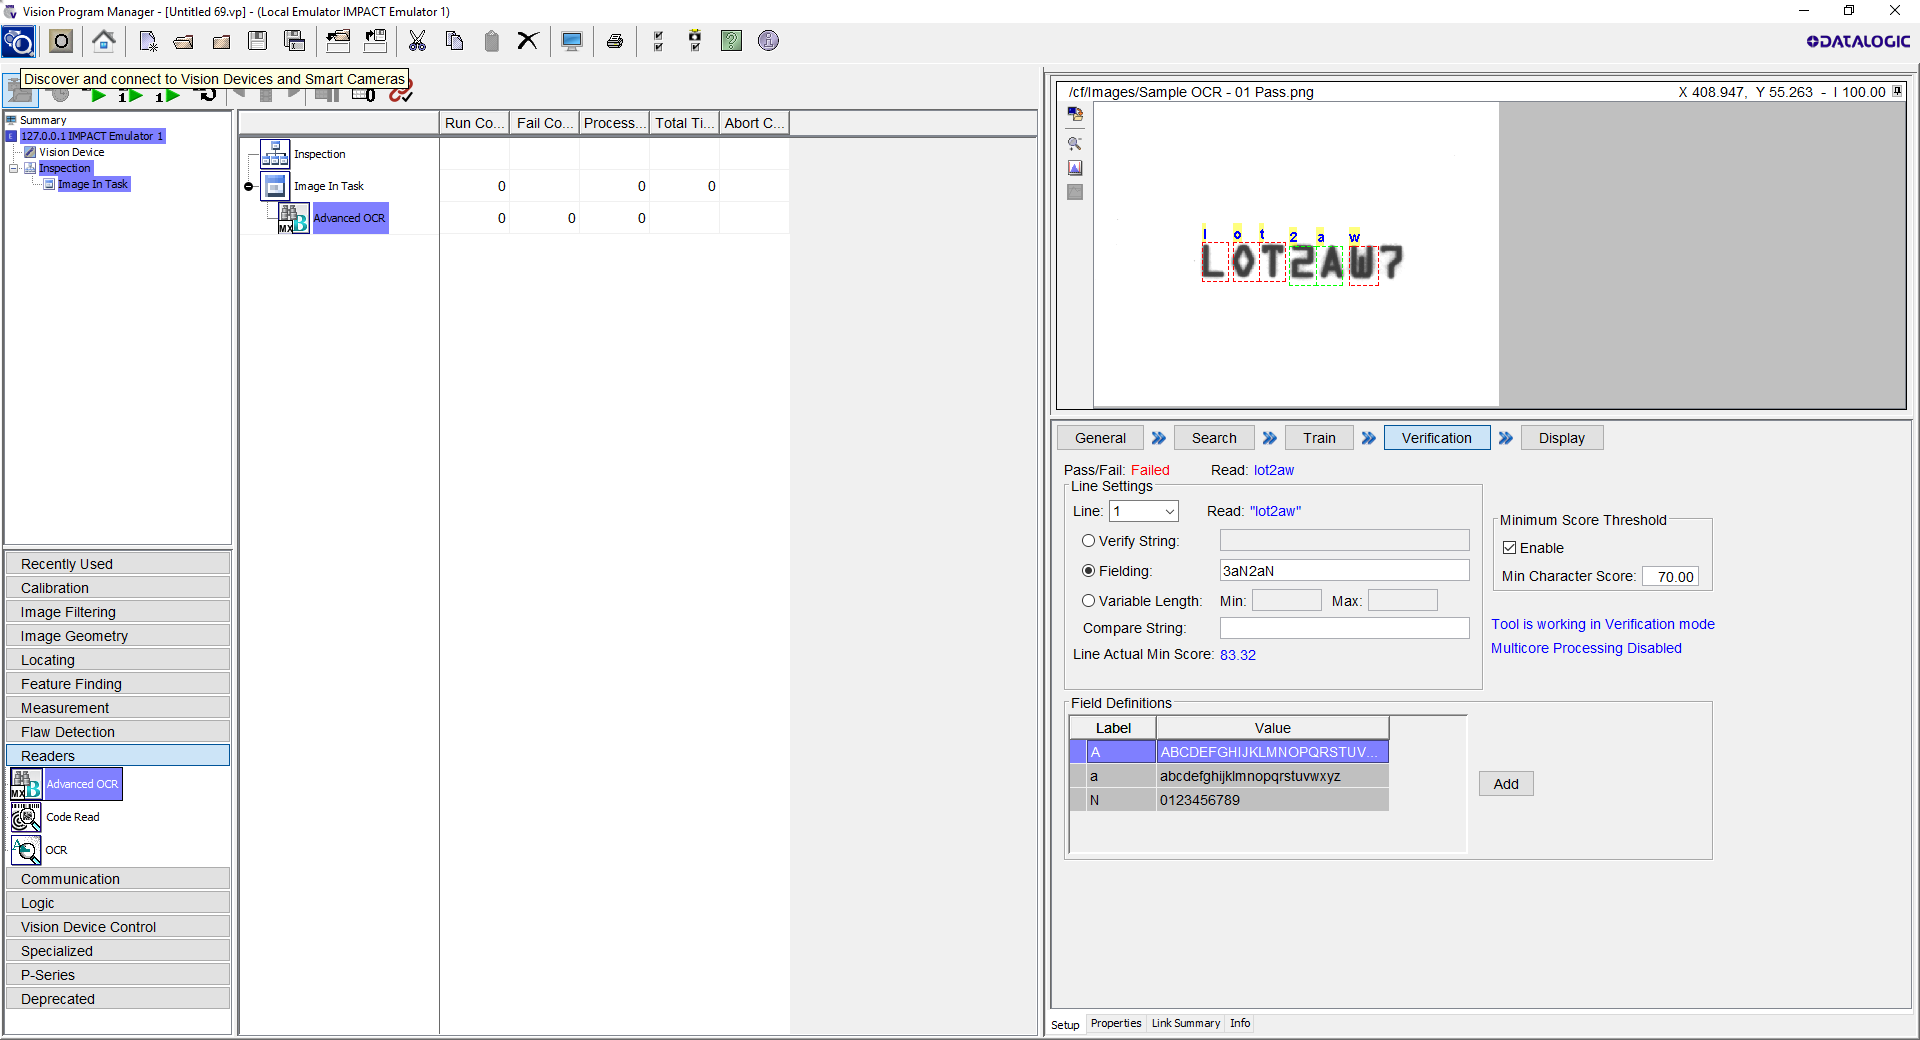 Vision Program Manager - [Untitled 69.vp] - (Local Emulator IMPACT Emulator 1)
DATALOGIC
Discover and connect to Vision Devices and Smart Cameras
Summary
127.0.0.1 IMPACT Emulator 1
Vision Device
Inspection
Image In Task
Recently Used
Calibration
Image Filtering
Image Geometry
Locating
Feature Finding
Measurement
Flaw Detection
Readers
MX B Advanced OCR
Code Read
OCR
Communication
Logic
Vision Device Control
Specialized
P-Series
Deprecated
Run Co... Fail Co... Process... Total Ti... Abort C...
Inspection
Image In Task 0 0 0
MX B Advanced OCR 0 0 0
/cf/Images/Sample OCR - 01 Pass.png X 408.947, Y 55.263 - I 100.00
l o t 2 a w
LOT2AW7
General Search Train Verification Display
Pass/Fail: Failed Read: lot2aw
Line Settings
Line: 1 Read: "lot2aw"
Verify String:
Fielding: 3aN2aN
Variable Length: Min: Max:
Compare String:
Line Actual Min Score: 83.32
Minimum Score Threshold
Enable
Min Character Score: 70.00
Tool is working in Verification mode
Multicore Processing Disabled
Field Definitions
Label Value
A ABCDEFGHIJKLMNOPQRSTUV...
a abcdefghijklmnopqrstuvwxyz
N 0123456789
Add
Setup Properties Link Summary Info